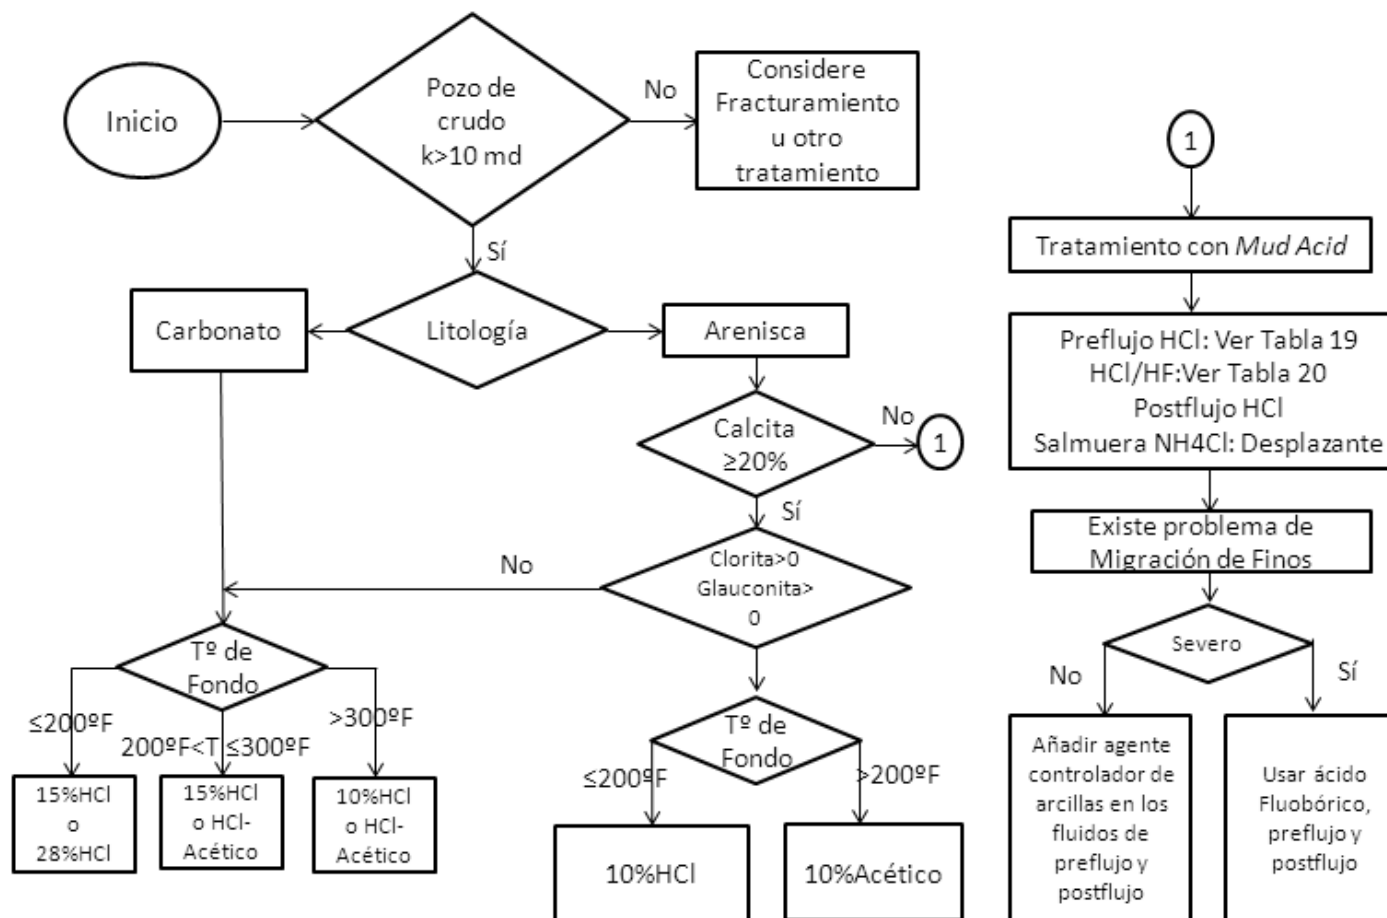 Inicio
Pozo de
crudo
k>10 md
No
Considere
Fracturamiento
u otro
tratamiento
Sí
Carbonato
Litología
Arenisca
Calcita
≥20%
No
1
Sí
Clorita>0
Glauconita>
0
No
Tº de
Fondo
≤200ºF
200ºF<T ≤300ºF
>300ºF
15%HCl
o
28%HCl
15%HCl
o HCl-
Acético
10%HCl
o HCl-
Acético
Tº de
Fondo
≤200ºF
>200ºF
10%HCl
10%Acético
1
Tratamiento con Mud Acid
Preflujo HCl: Ver Tabla 19
HCl/HF:Ver Tabla 20
Postflujo HCl
Salmuera NH4Cl: Desplazante
Existe problema de
Migración de Finos
Severo
No
Sí
Añadir agente
controlador de
arcillas en los
fluidos de
preflujo y
postflujo
Usar ácido
Fluobórico,
preflujo y
postflujo